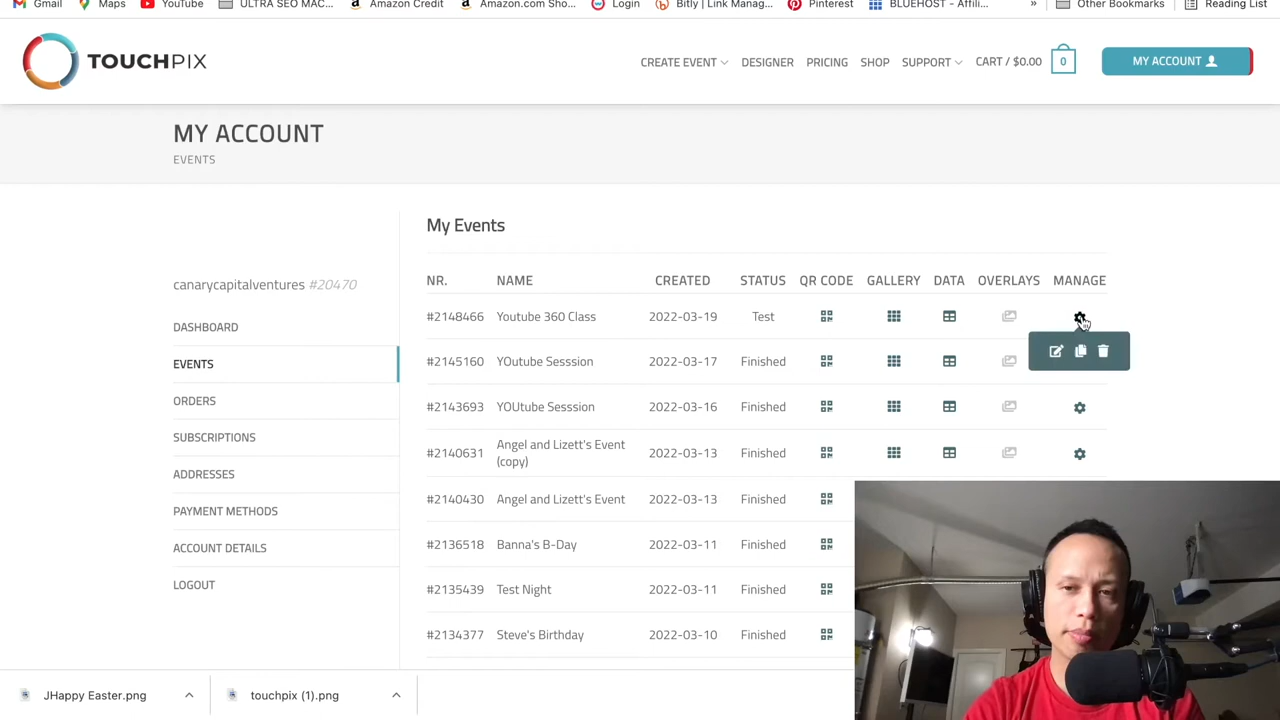 Gmail Maps YouTube ULTRA SEO MAC... Amazon Credit Amazon.com Sho... Login Bitly | Link Manag... Pinterest BLUEHOST - Affili... » Other Bookmarks Reading List
TOUCHPIX CREATE EVENT DESIGNER PRICING SHOP SUPPORT CART / $0.00 0 MY ACCOUNT
MY ACCOUNT
EVENTS
canarycapitalventures #20470
DASHBOARD
EVENTS
ORDERS
SUBSCRIPTIONS
ADDRESSES
PAYMENT METHODS
ACCOUNT DETAILS
LOGOUT
My Events
NR. NAME CREATED STATUS QR CODE GALLERY DATA OVERLAYS MANAGE
#2148466 Youtube 360 Class 2022-03-19 Test
#2145160 YOutube Sesssion 2022-03-17 Finished
#2143693 YOUtube Sesssion 2022-03-16 Finished
#2140631 Angel and Lizett's Event 2022-03-13 Finished
(copy)
#2140430 Angel and Lizett's Event 2022-03-13 Finished
#2136518 Banna's B-Day 2022-03-11 Finished
#2135439 Test Night 2022-03-11 Finished
#2134377 Steve's Birthday 2022-03-10 Finished
JHappy Easter.png touchpix (1).png